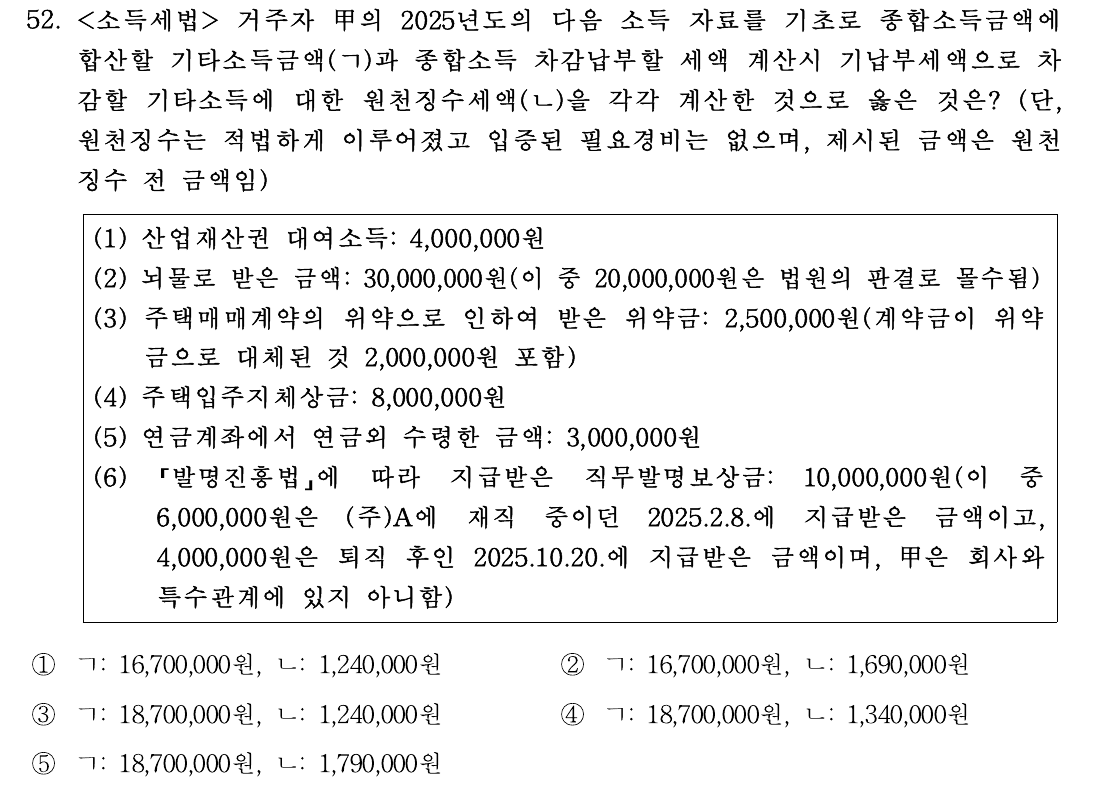 52. <소득세법> 거주자 甲의 2025년도의 다음 소득 자료를 기초로 종합소득금액에
합산할 기타소득금액(ㄱ)과 종합소득 차감납부할 세액 계산시 기납부세액으로 차
감할 기타소득에 대한 원천징수세액(ㄴ)을 각각 계산한 것으로 옳은 것은? (단,
원천징수는 적법하게 이루어졌고 입증된 필요경비는 없으며, 제시된 금액은 원천
징수 전 금액임)
(1) 산업재산권 대여소득: 4,000,000원
(2) 뇌물로 받은 금액: 30,000,000원(이 중 20,000,000원은 법원의 판결로 몰수됨)
(3) 주택매매계약의 위약으로 인하여 받은 위약금: 2,500,000원(계약금이 위약
금으로 대체된 것 2,000,000원 포함)
(4) 주택입주지체상금: 8,000,000원
(5) 연금계좌에서 연금외 수령한 금액: 3,000,000원
(6) 「발명진흥법」에 따라 지급받은 직무발명보상금: 10,000,000원(이 중
6,000,000원은 (주)A에 재직 중이던 2025.2.8.에 지급받은 금액이고,
4,000,000원은 퇴직 후인 2025.10.20.에 지급받은 금액이며, 甲은 회사와
특수관계에 있지 아니함)
① ㄱ: 16,700,000원, ㄴ: 1,240,000원 ② ㄱ: 16,700,000원, ㄴ: 1,690,000원
③ ㄱ: 18,700,000원, ㄴ: 1,240,000원 ④ ㄱ: 18,700,000원, ㄴ: 1,340,000원
⑤ ㄱ: 18,700,000원, ㄴ: 1,790,000원